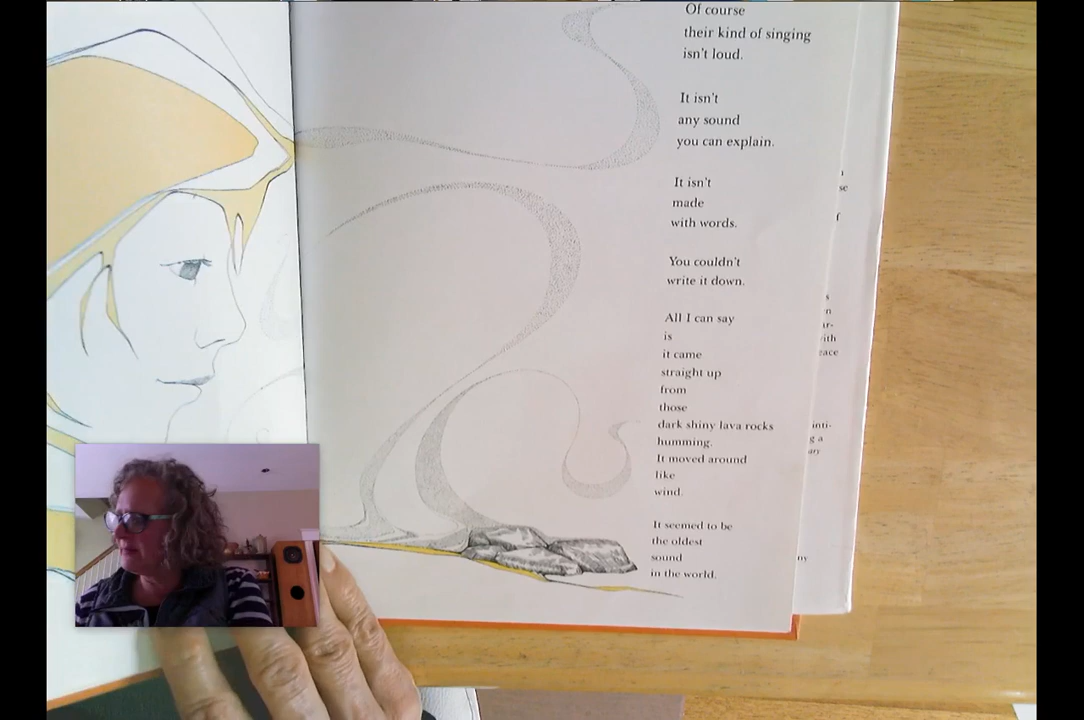 Of course
their kind of singing
isn't loud.
It isn't
any sound
you can explain.
It isn't
made
with words.
You couldn't
write it down.
All I can say
is
it came
straight up
from
those
dark shiny lava rocks
humming.
It moved around
like
wind.
It seemed to be
the oldest
sound
in the world.